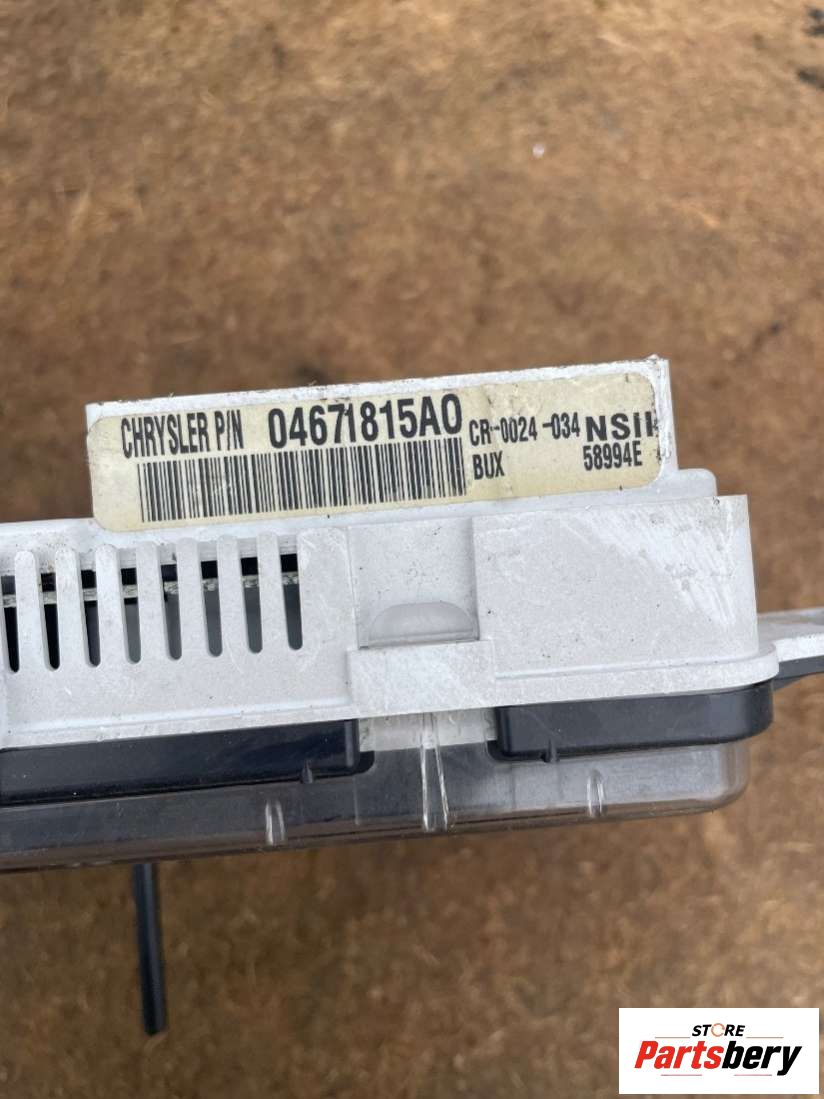 CHRYSLER P/N 04671815AO CR-0024-034 NSII
BUX 58994E
STORE
Partsbery